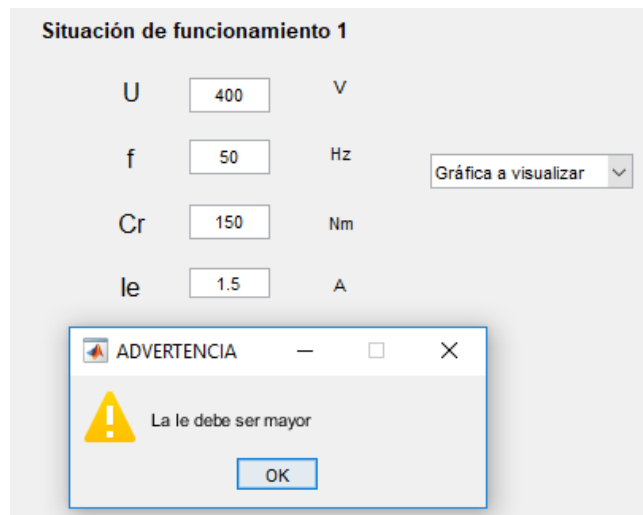 Situación de funcionamiento 1
U 400 V
f 50 Hz
Gráfica a visualizar
Cr 150 Nm
Ie 1.5 A
ADVERTENCIA
La Ie debe ser mayor
OK